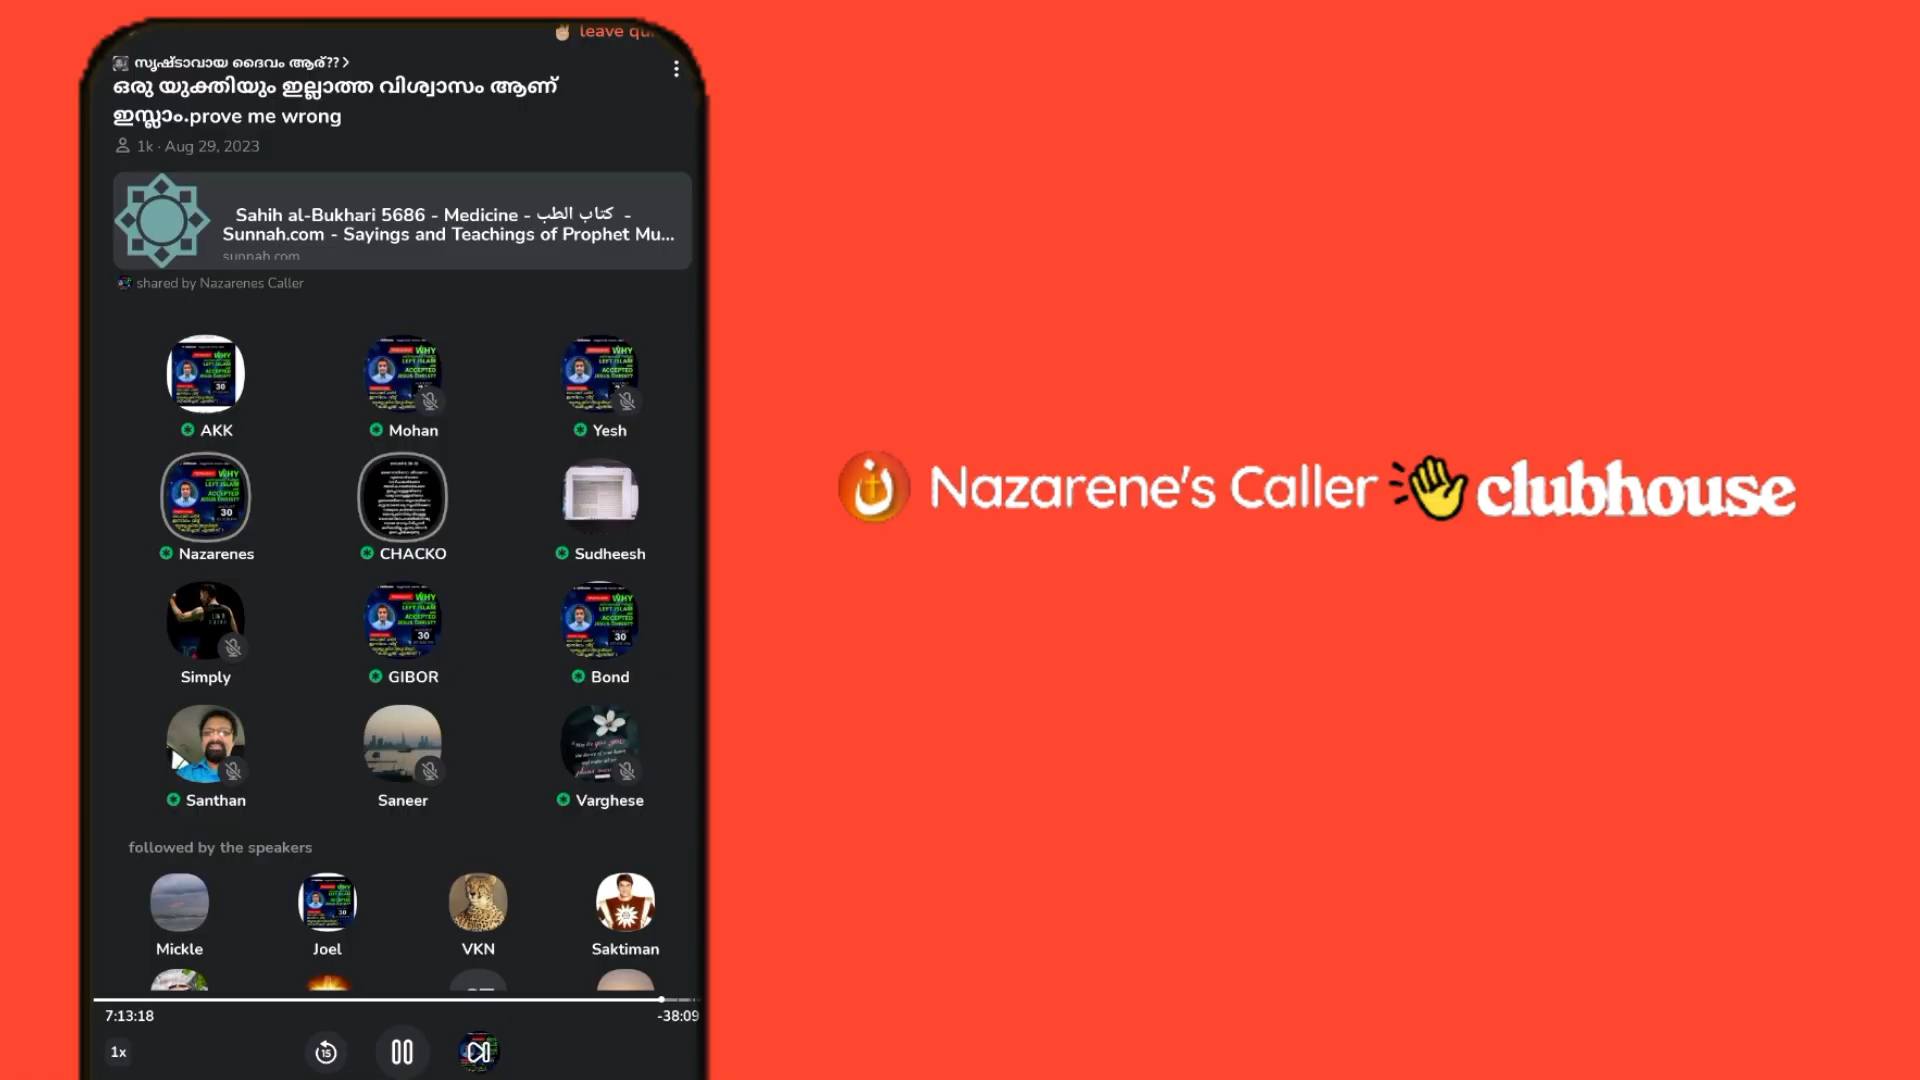 leave qu
സൃഷ്ടാവായ ദൈവം ആര്??
ഒരു യുക്തിയും ഇല്ലാത്ത വിശ്വാസം ആണ്
ഇസ്ലാം.prove me wrong
1k · Aug 29, 2023
Sahih al-Bukhari 5686 - Medicine - كتاب الطب -
Sunnah.com - Sayings and Teachings of Prophet Mu...
sunnah.com
shared by Nazarenes Caller
AKK Mohan Yesh
Nazarenes CHACKO Sudheesh
Simply GIBOR Bond
Santhan Saneer Varghese
followed by the speakers
Mickle Joel VKN Saktiman
7:13:18 -38:09
1x 15
Nazarene's Caller clubhouse